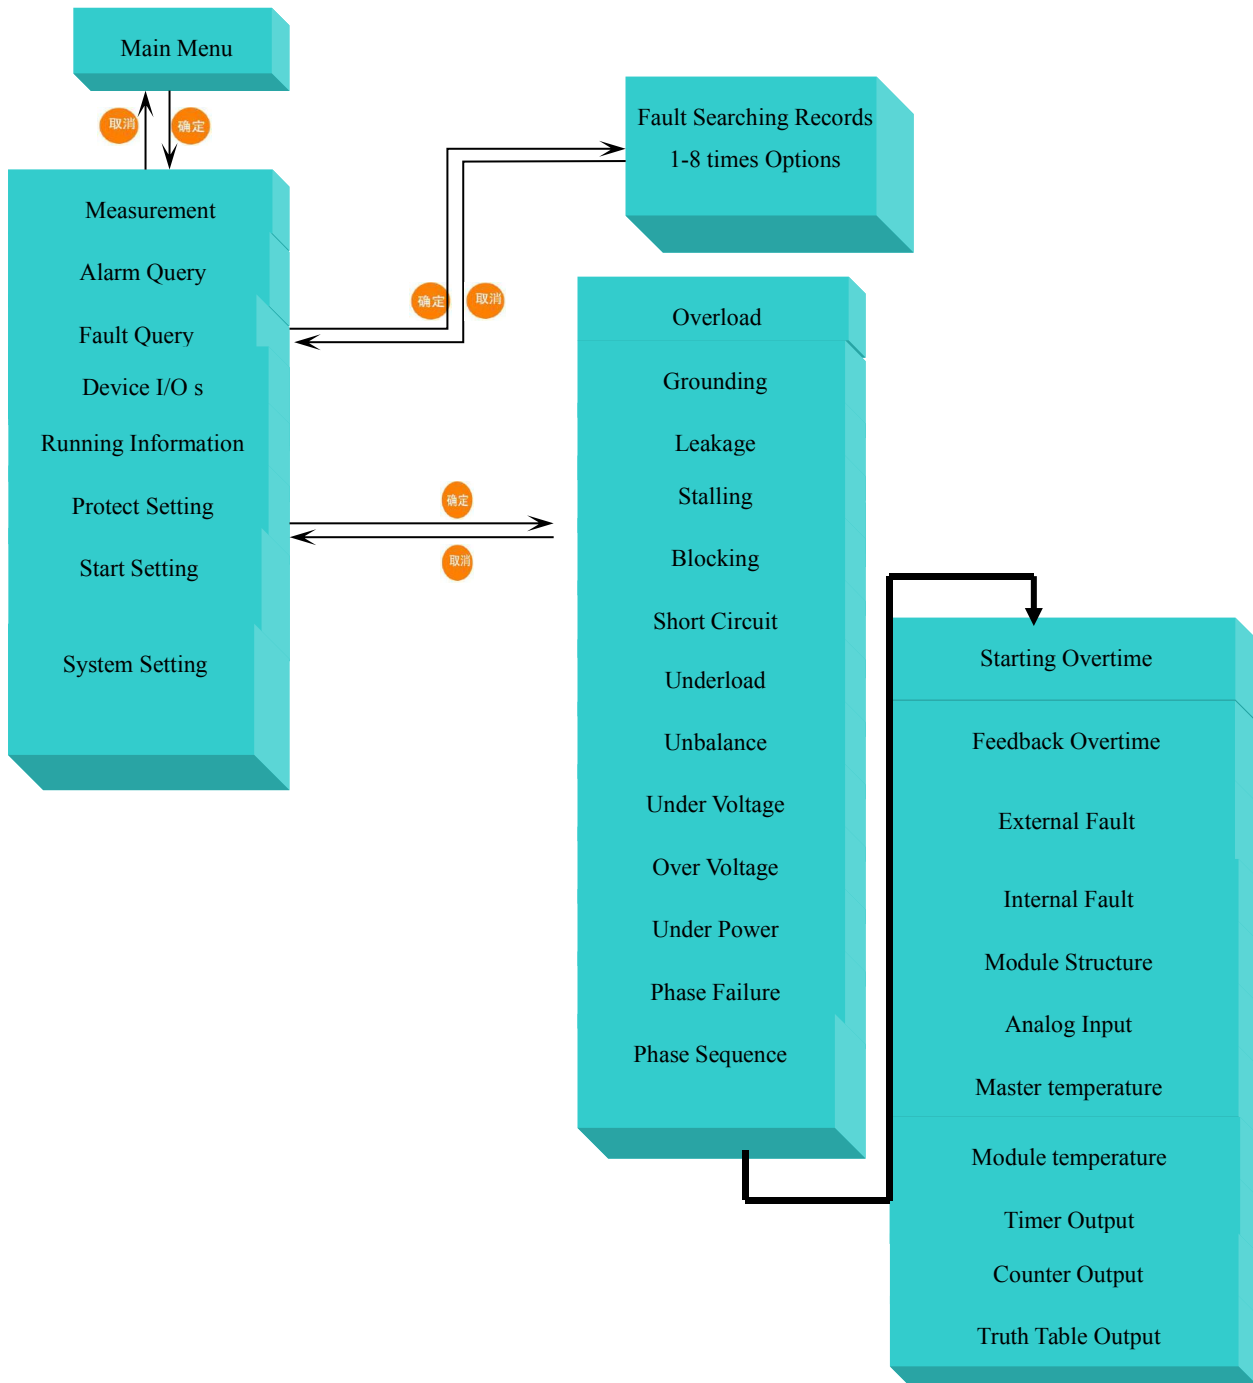 Main Menu
取消
确定
Measurement
Alarm Query
Fault Query
Device I/O s
Running Information
Protect Setting
Start Setting
System Setting
确定
取消
Fault Searching Records
1-8 times Options
确定
取消
Overload
Grounding
Leakage
Stalling
Blocking
Short Circuit
Underload
Unbalance
Under Voltage
Over Voltage
Under Power
Phase Failure
Phase Sequence
Starting Overtime
Feedback Overtime
External Fault
Internal Fault
Module Structure
Analog Input
Master temperature
Module temperature
Timer Output
Counter Output
Truth Table Output